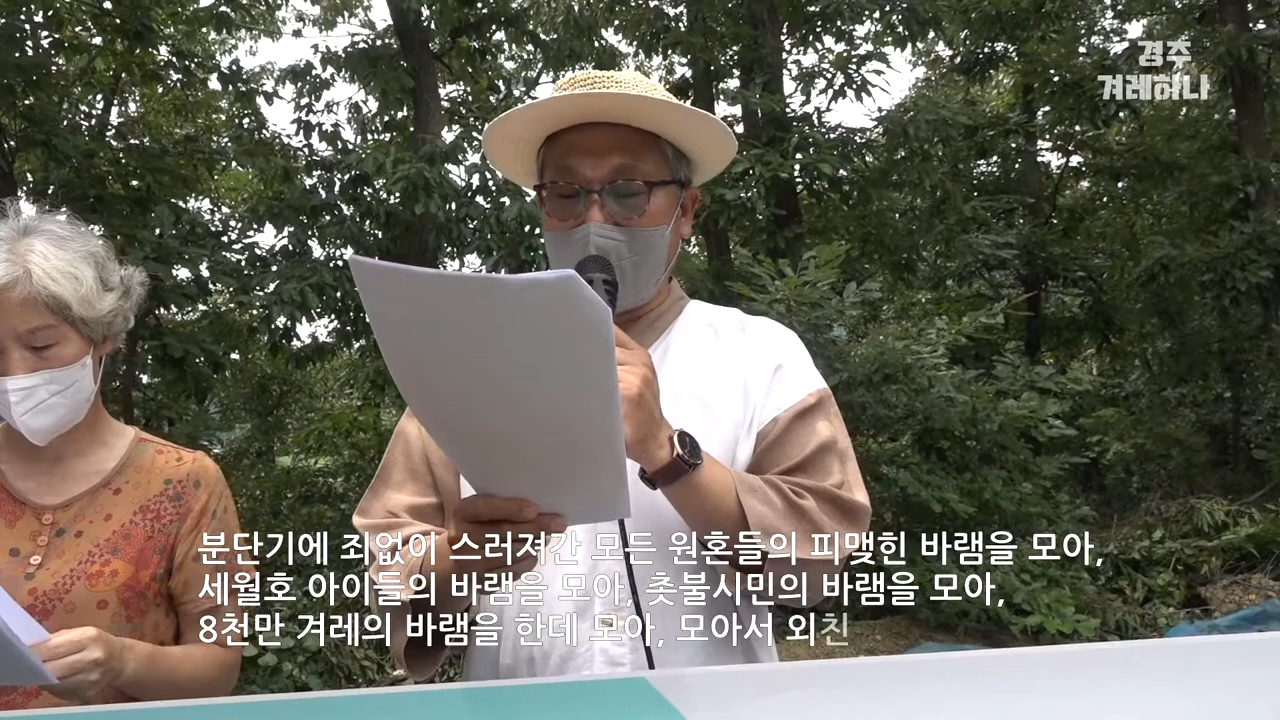 경주
겨레하나
분단기에 죄없이 스러져간 모든 원혼들의 피맺힌 바램을 모아,
세월호 아이들의 바램을 모아, 촛불시민의 바램을 모아,
8천만 겨레의 바램을 한데 모아, 모아서 외친